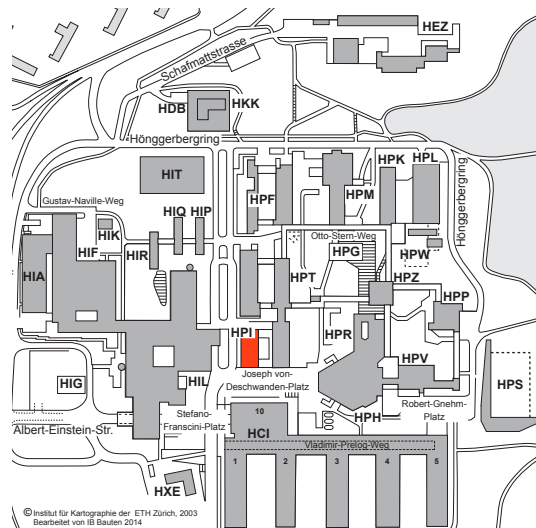 HEZ
Schafmattstrasse
HDB
HKK
Hönggerbergring
HIT
HPK
HPL
HPF
HPM
Gustav-Naville-Weg
HIK
HIQ
HIP
HIF
HIR
Otto-Stern-Weg
HPG
HPW
Hönggerbergring
HIA
HPT
HPZ
HPP
HPI
HPR
HPV
HIG
HIL
Joseph von-
Deschwanden-Platz
HPS
Stefano-
Franscini-Platz
10
HPH
Robert-Gnehm-
Platz
Albert-Einstein-Str.
HCI
Vladimir-Prelog-Weg
1
2
3
4
5
HXE
© Institut für Kartographie der ETH Zürich, 2003
Bearbeitet von IB Bauten 2014